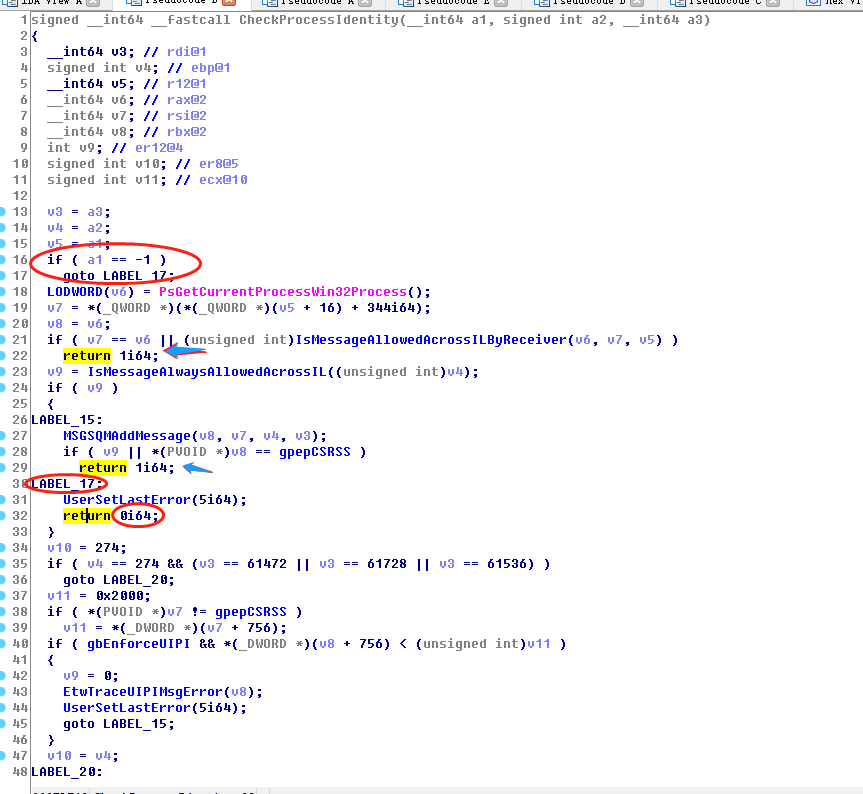 IDA View A
Pseudocode B
Pseudocode A
Pseudocode E
Pseudocode D
Pseudocode C
Hex Vi
1 signed __int64 __fastcall CheckProcessIdentity(__int64 a1, signed int a2, __int64 a3)
2 {
3 __int64 v3; // rdi@1
4 signed int v4; // ebp@1
5 __int64 v5; // r12@1
6 __int64 v6; // rax@2
7 __int64 v7; // rsi@2
8 __int64 v8; // rbx@2
9 int v9; // er12@4
10 signed int v10; // er8@5
11 signed int v11; // ecx@10
12
13 v3 = a3;
14 v4 = a2;
15 v5 = a1;
16 if ( a1 == -1 )
17 goto LABEL_17;
18 LODWORD(v6) = PsGetCurrentProcessWin32Process();
19 v7 = *(_QWORD *)(*(_QWORD *)(v5 + 16) + 344i64);
20 v8 = v6;
21 if ( v7 == v6 || (unsigned int)IsMessageAllowedAcrossILByReceiver(v6, v7, v5) )
22 return 1i64;
23 v9 = IsMessageAlwaysAllowedAcrossIL((unsigned int)v4);
24 if ( v9 )
25 {
26 LABEL_15:
27 MSGSQMAddMessage(v8, v7, v4, v3);
28 if ( v9 || *(PVOID *)v8 == gpepCSRSS )
29 return 1i64;
30 LABEL_17:
31 UserSetLastError(5i64);
32 return 0i64;
33 }
34 v10 = 274;
35 if ( v4 == 274 && (v3 == 61472 || v3 == 61728 || v3 == 61536) )
36 goto LABEL_20;
37 v11 = 0x2000;
38 if ( *(PVOID *)v7 != gpepCSRSS )
39 v11 = *(_DWORD *)(v7 + 756);
40 if ( gbEnforceUIPI && *(_DWORD *)(v8 + 756) < (unsigned int)v11 )
41 {
42 v9 = 0;
43 EtwTraceUIPIMsgError(v8);
44 UserSetLastError(5i64);
45 goto LABEL_15;
46 }
47 v10 = v4;
48 LABEL_20: